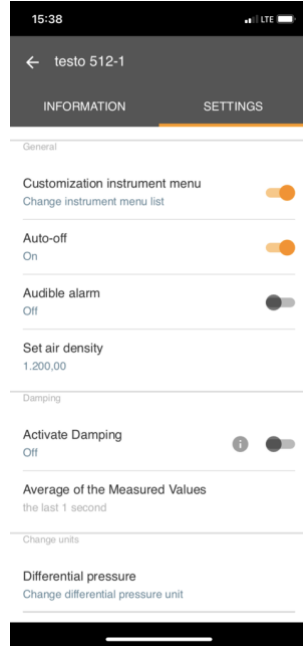 15:38
LTE
testo 512-1
INFORMATION SETTINGS
General
Customization instrument menu
Change instrument menu list
Auto-off
On
Audible alarm
Off
Set air density
1.200,00
Damping
Activate Damping
Off
Average of the Measured Values
the last 1 second
Change units
Differential pressure
Change differential pressure unit